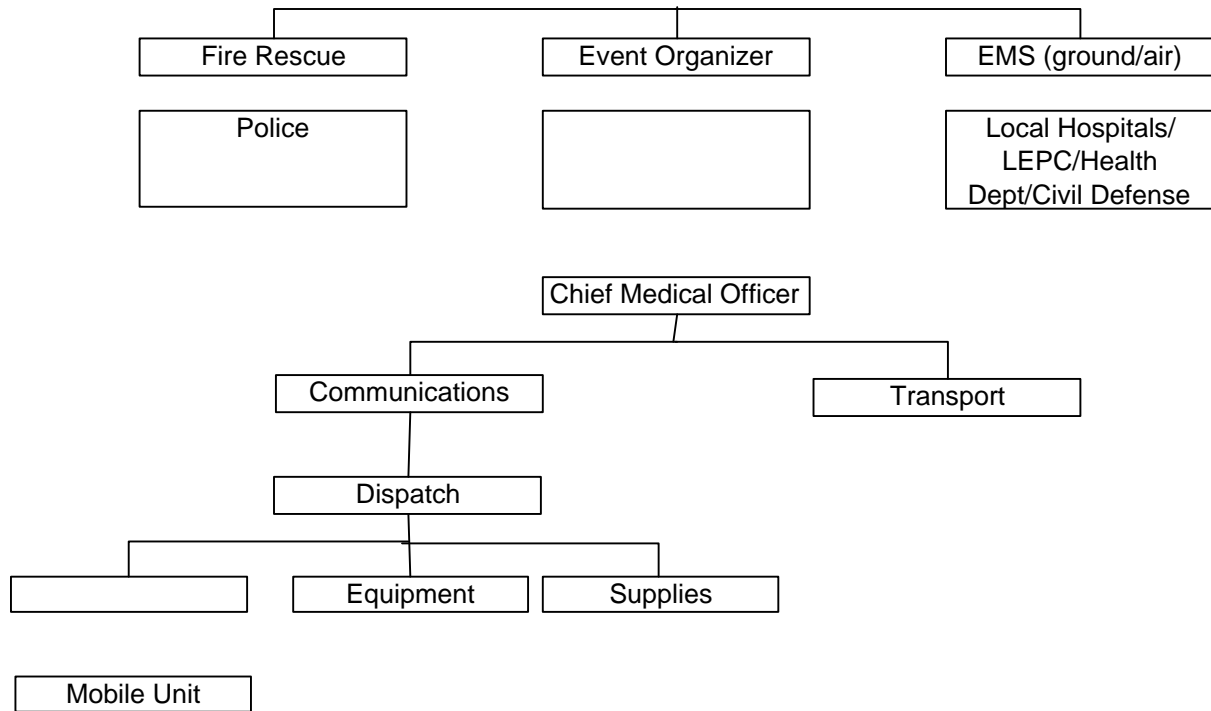 Fire Rescue
Event Organizer
EMS (ground/air)
Police
Local Hospitals/
LEPC/Health
Dept/Civil Defense
Chief Medical Officer
Communications
Transport
Dispatch
Equipment
Supplies
Mobile Unit